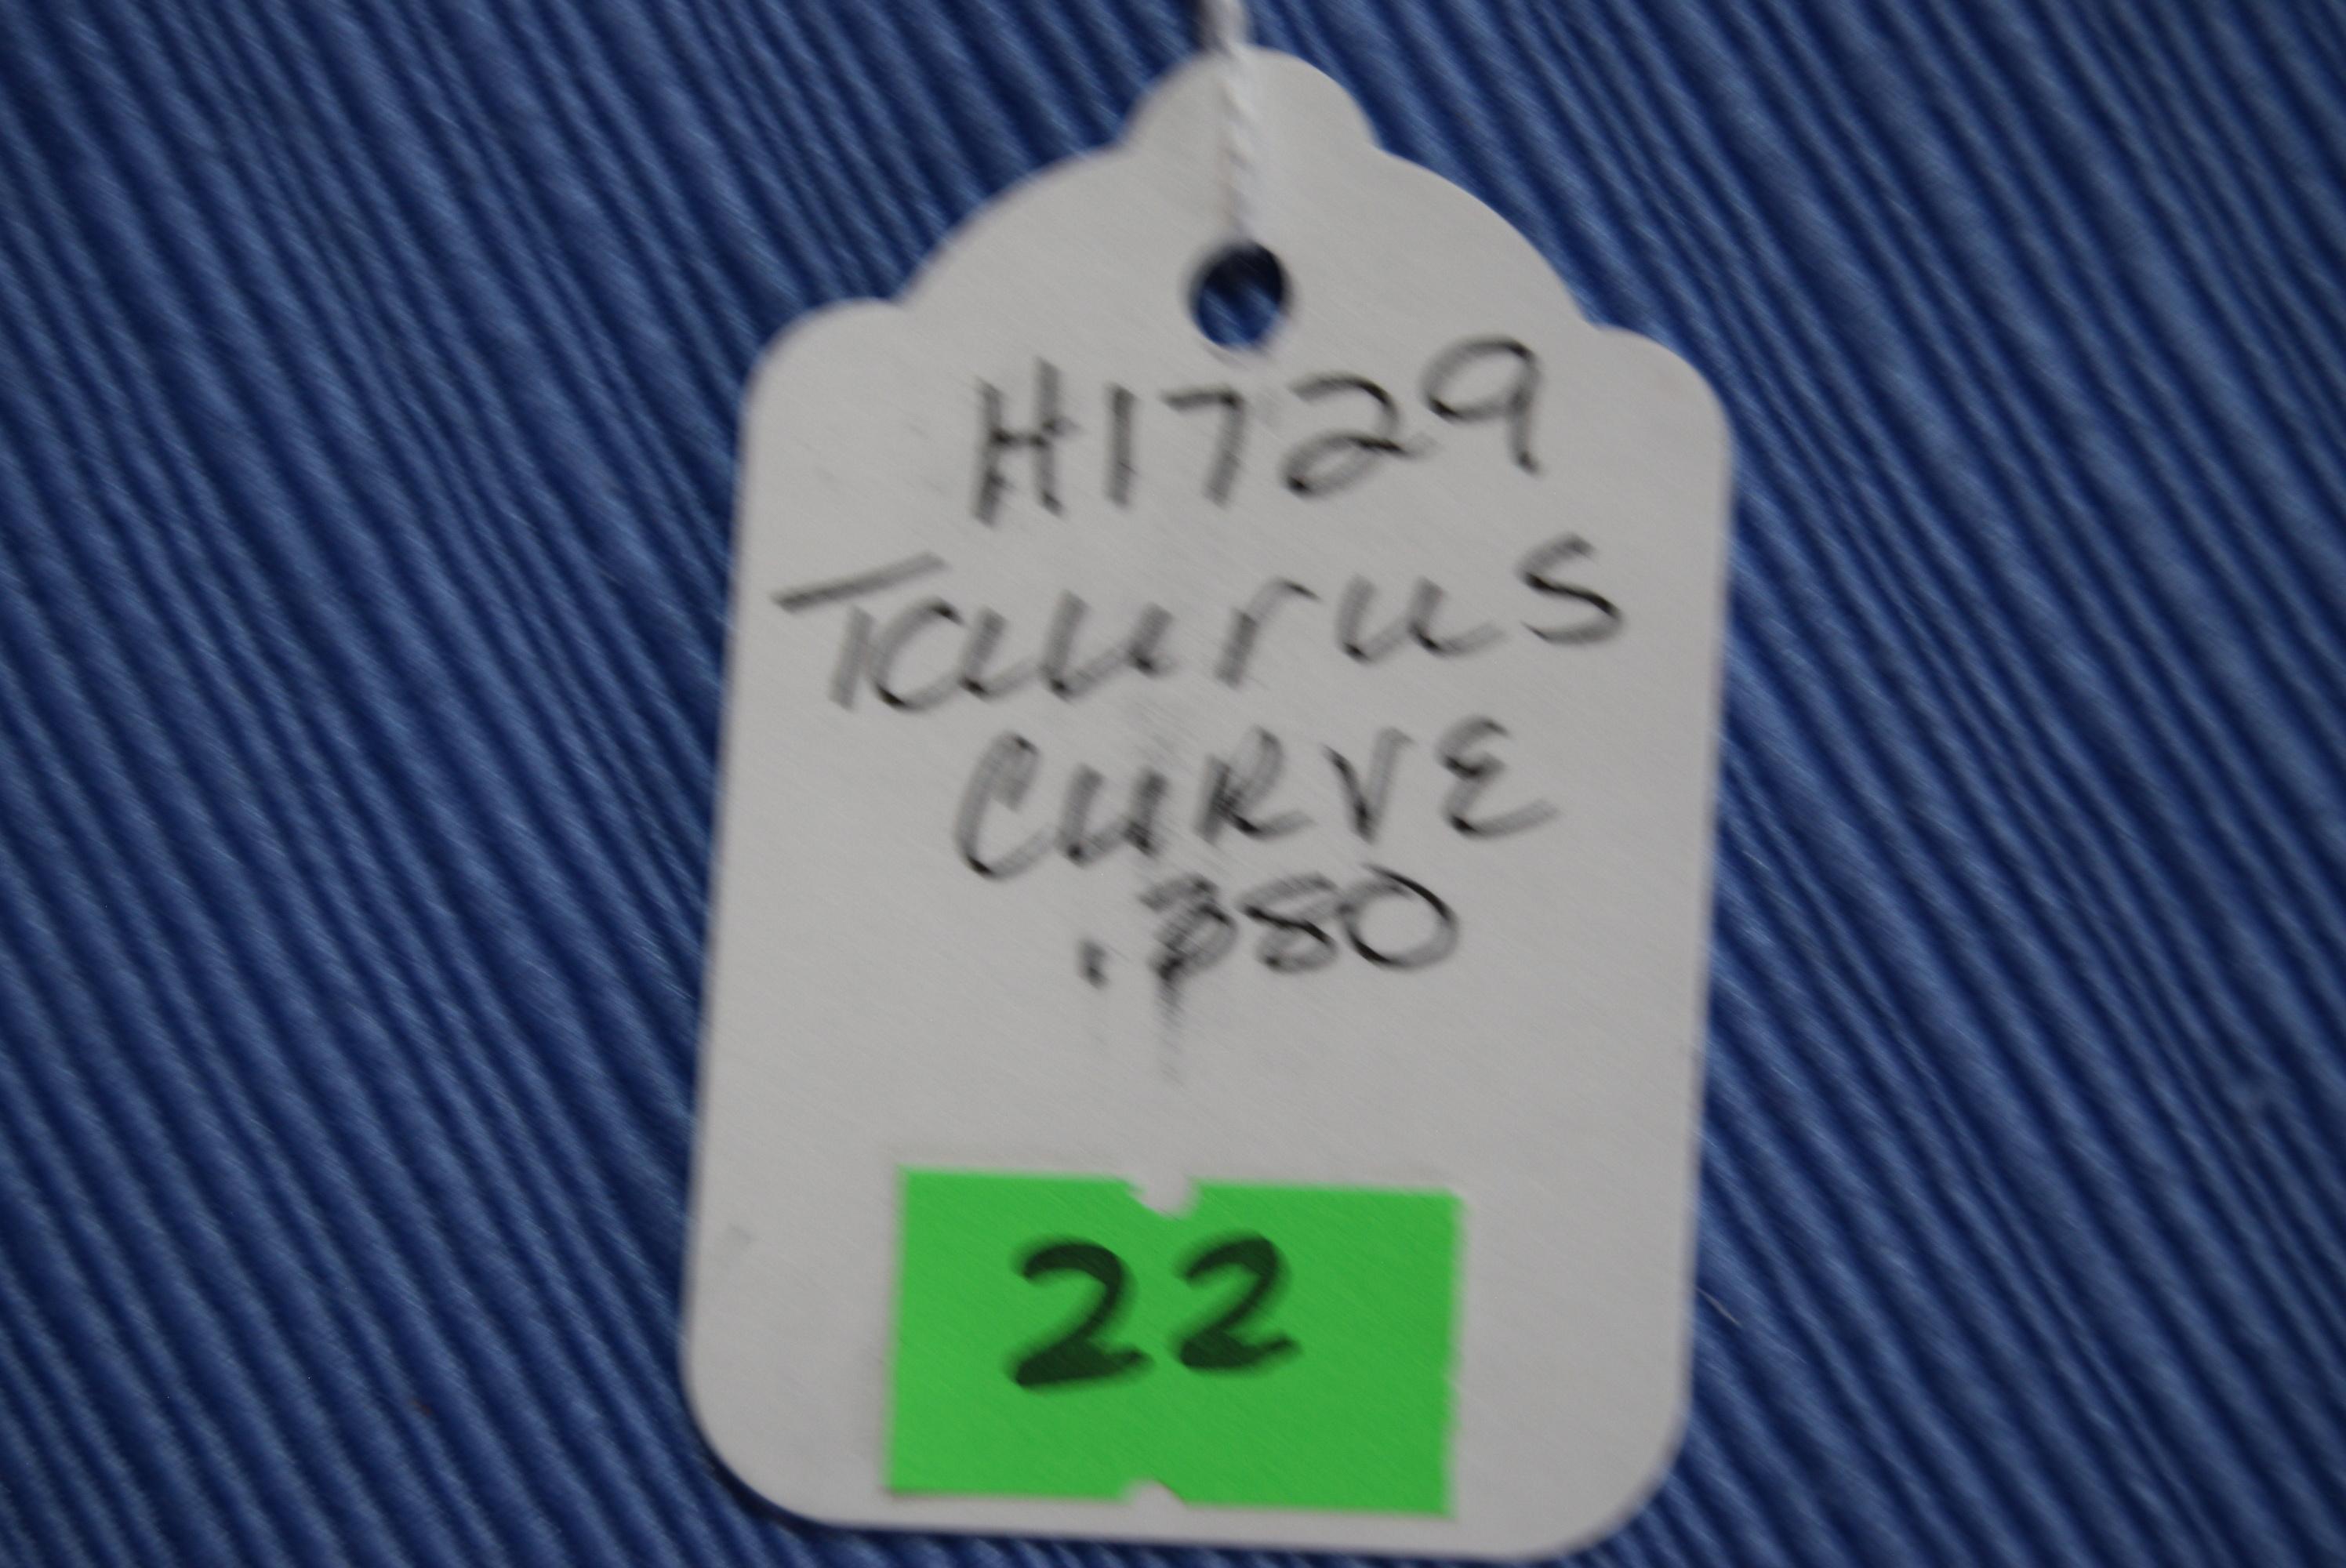 H1729
Taurus
CURVE
.380
22